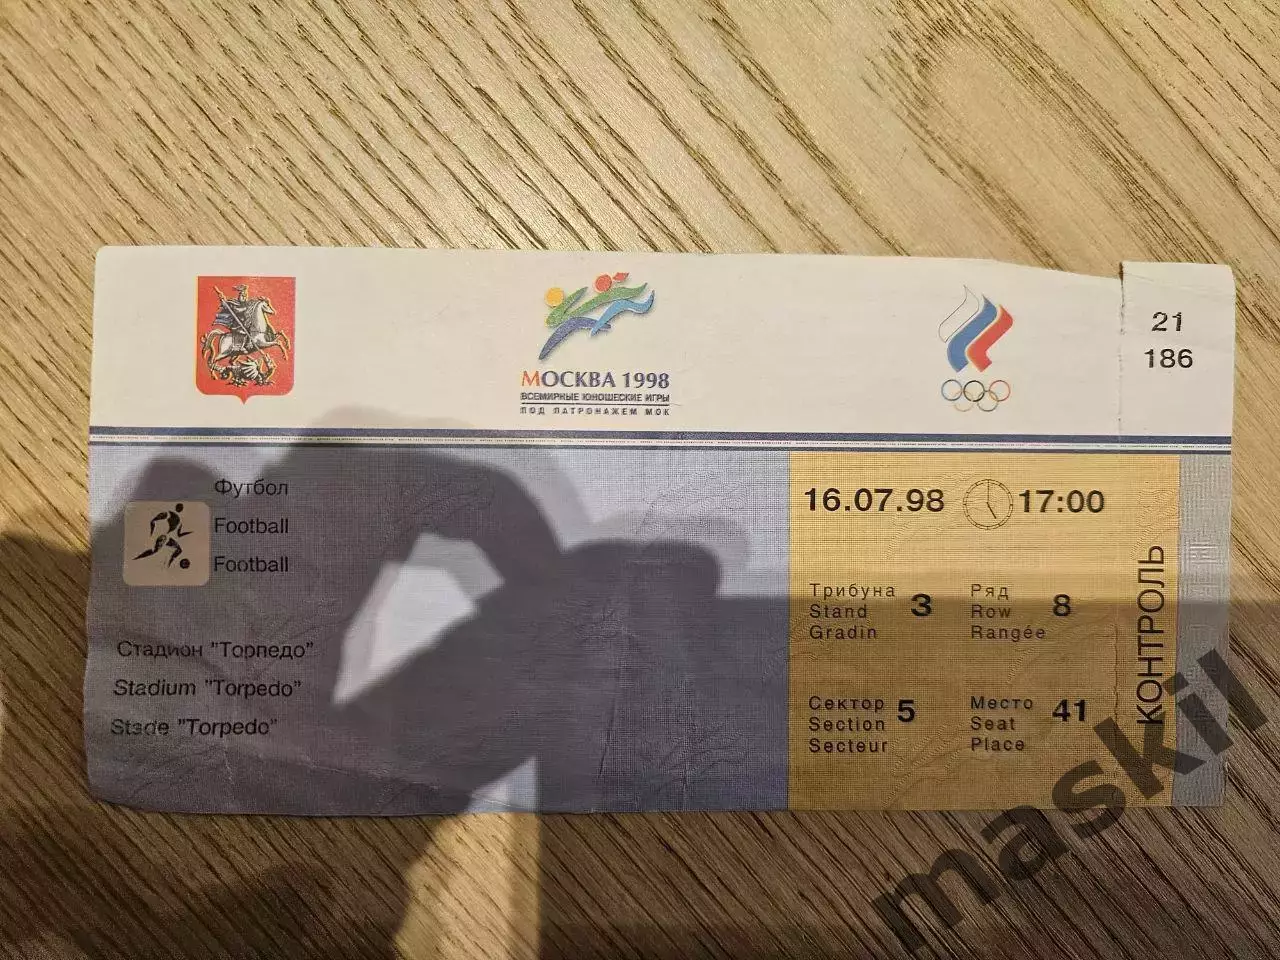 МОСКВА 1998
ВСЕМИРНЫЕ ЮНОШЕСКИЕ ИГРЫ
ПОД ПАТРОНАЖЕМ МОК
21
186
Футбол
Football
Football
Стадион "Торпедо"
Stadium "Torpedo"
Stade "Torpedo"
16.07.98 17:00
Трибуна
Stand 3
Gradin
Ряд
Row 8
Rangée
Сектор
Section 5
Secteur
Место
Seat 41
Place
КОНТРОЛЬ
maskil